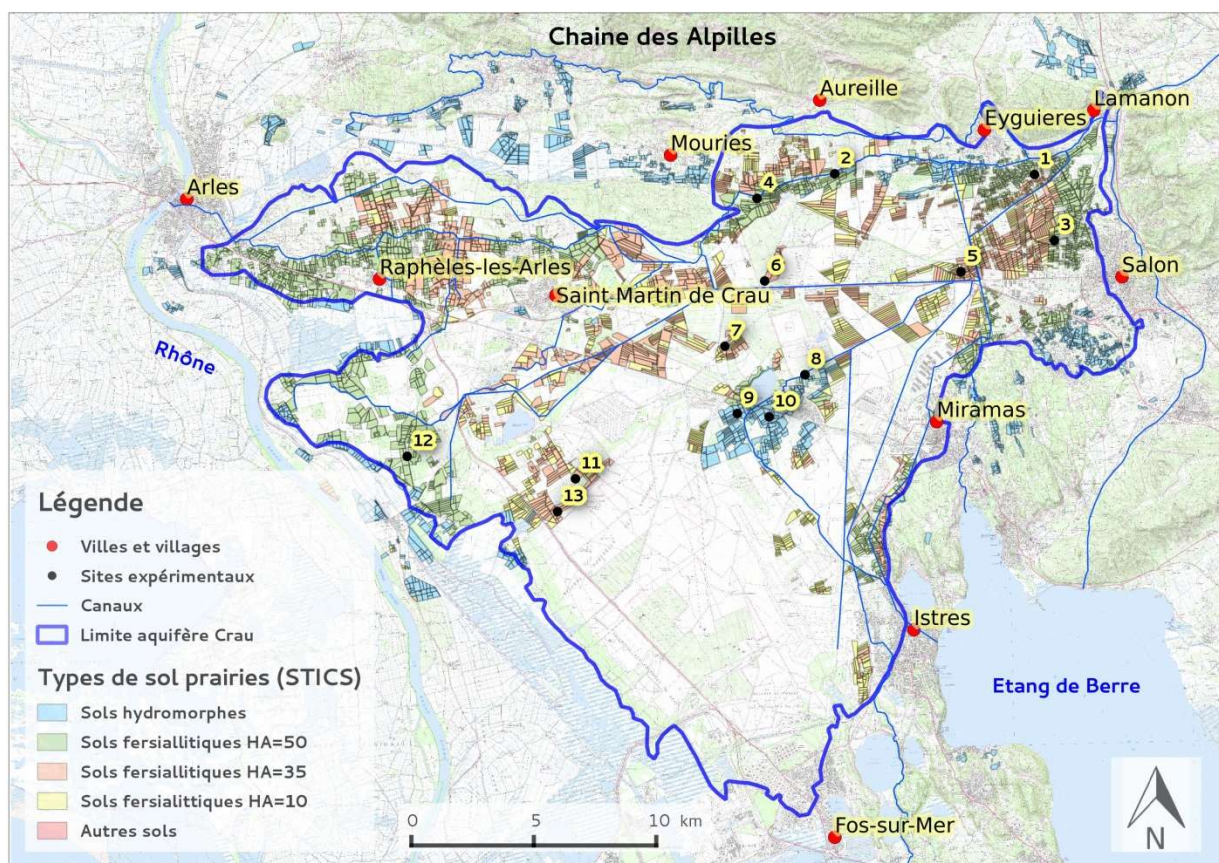 Chaine des Alpilles
Aureille
Lamanon
Eyguieres
Mouries
2
1
Arles
4
3
5
6
Salon
Raphèles-les-Arles
Saint Martin de Crau
Rhône
7
8
9
10
Miramas
12
11
13
Légende
Villes et villages
Sites expérimentaux
Canaux
Limite aquifère Crau
Istres
Types de sol prairies (STICS)
Etang de Berre
Sols hydromorphes
Sols fersiallitiques HA=50
Sols fersiallitiques HA=35
Sols fersialittiques HA=10
Autres sols
0 5 10 km
Fos-sur-Mer
N